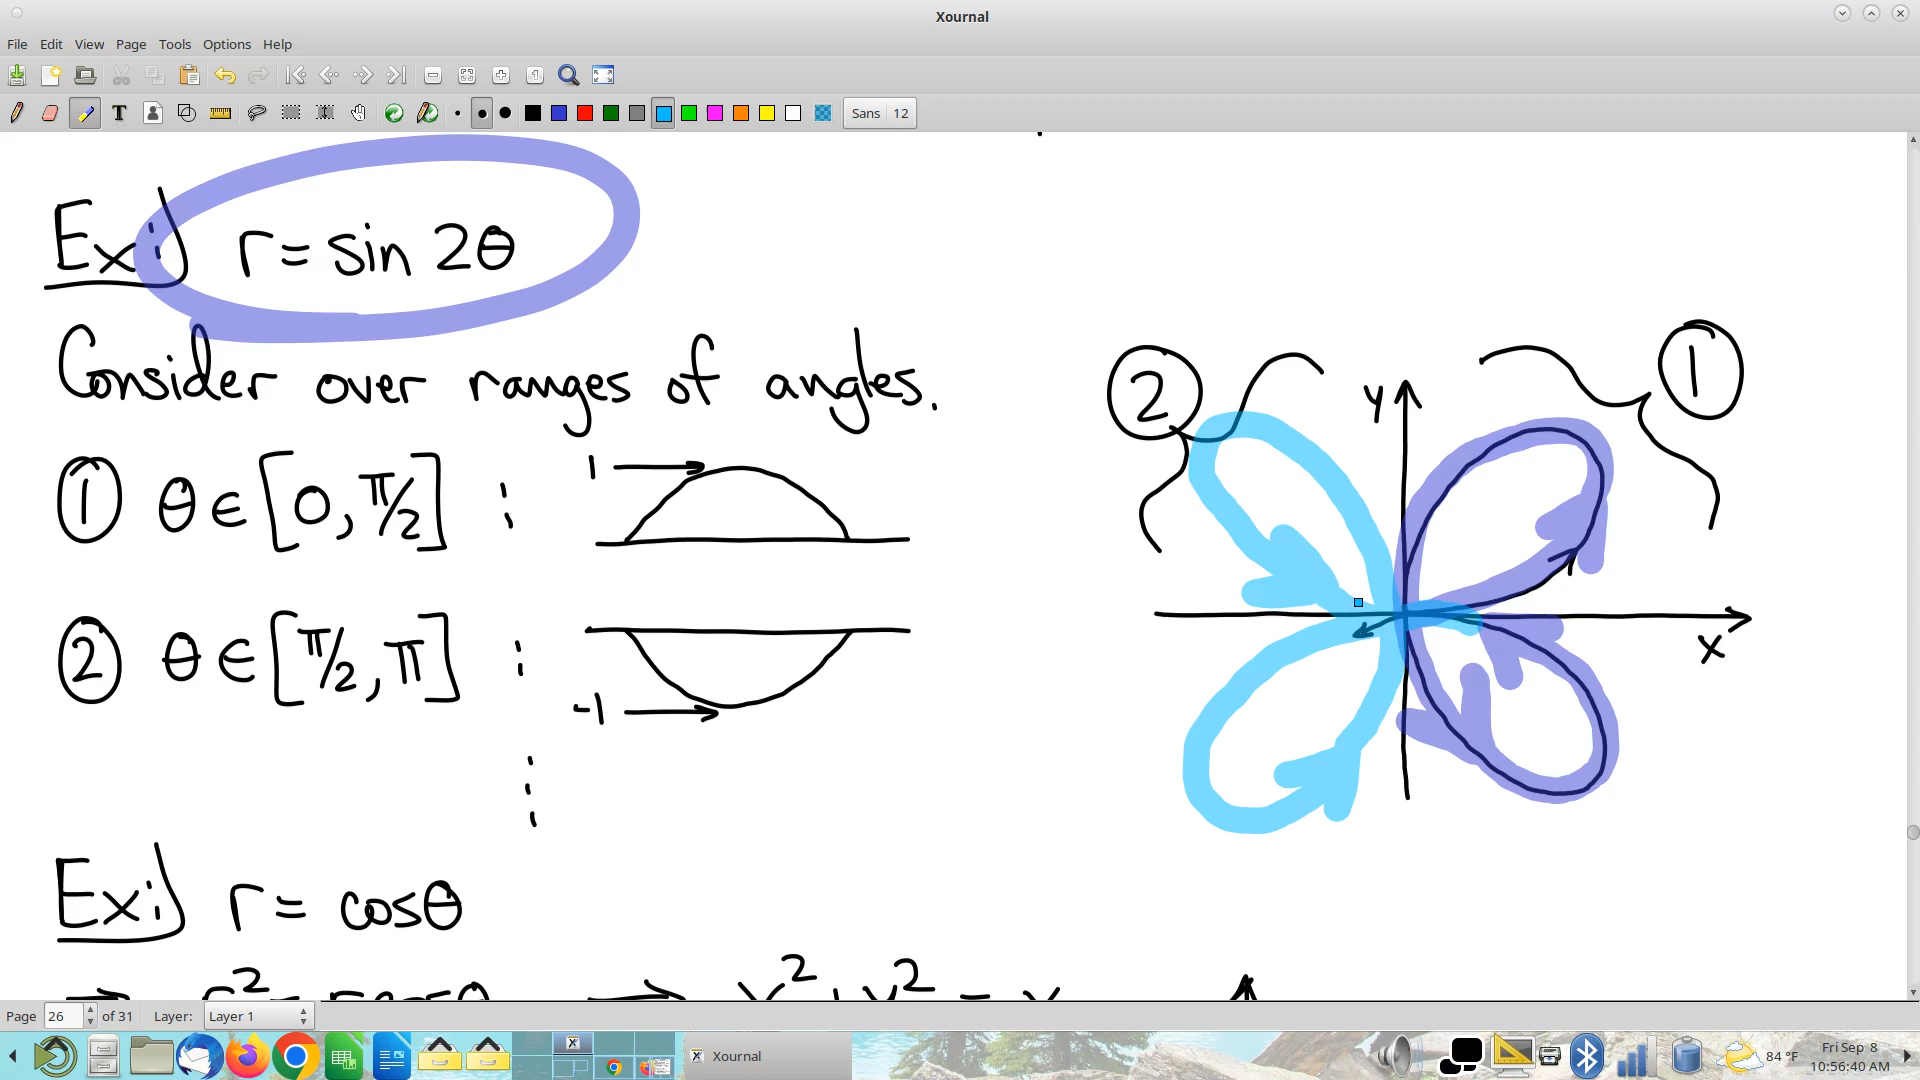 Xournal
File Edit View Page Tools Options Help
Sans 12
Ex:) r = sin 2θ
Consider over ranges of angles.
① θ ∈ [0, π/2] : 1
② θ ∈ [π/2, π] : -1
⋮
② y ①
x
Ex:) r = cosθ
Page 26 of 31 Layer: Layer 1
Xournal
84 °F
Fri Sep 8
10:56:40 AM